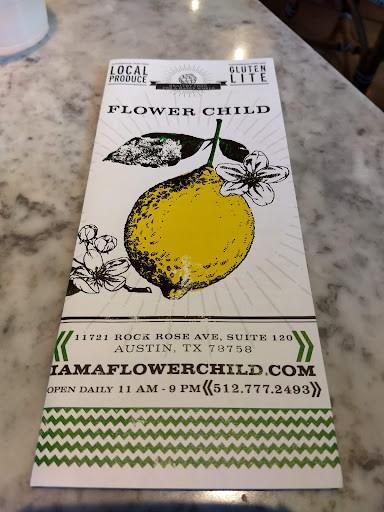 LOCAL
PRODUCE
GLUTEN
LITE
FLOWER CHILD
11721 ROCK ROSE AVE, SUITE 120
AUSTIN, TX 78758
IAMAFLOWERCHILD.COM
OPEN DAILY 11 AM - 9 PM 512.777.2493